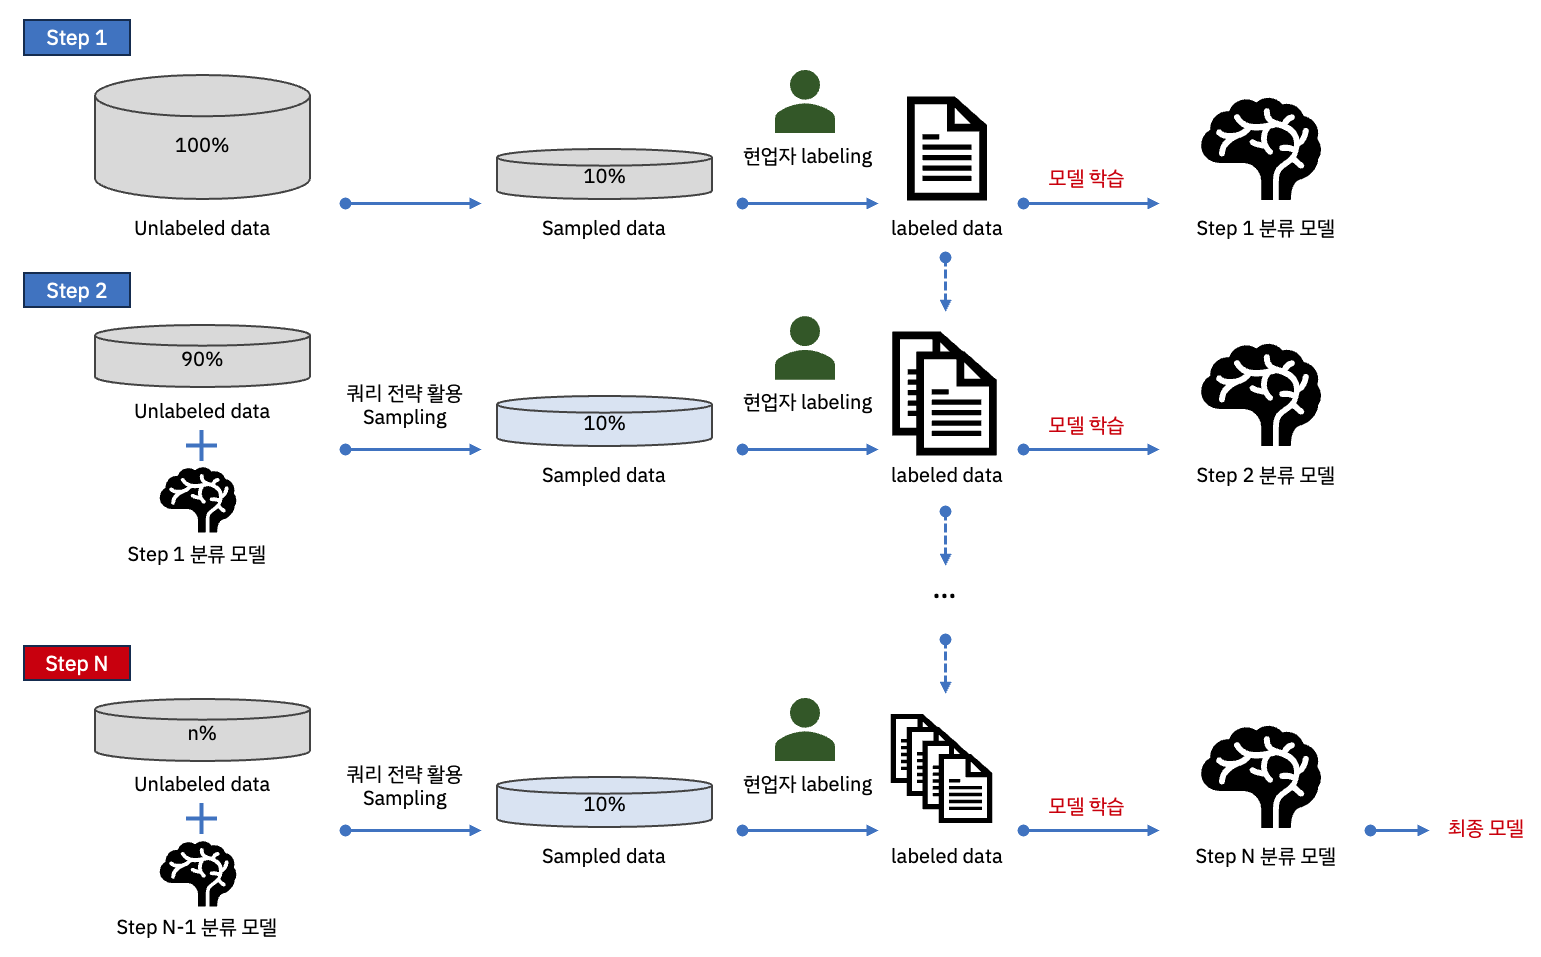 Step 1
100%
Unlabeled data
10%
Sampled data
현업자 labeling
labeled data
모델 학습
Step 1 분류 모델
Step 2
90%
Unlabeled data
Step 1 분류 모델
쿼리 전략 활용
Sampling
10%
Sampled data
현업자 labeling
labeled data
모델 학습
Step 2 분류 모델
...
Step N
n%
Unlabeled data
Step N-1 분류 모델
쿼리 전략 활용
Sampling
10%
Sampled data
현업자 labeling
labeled data
모델 학습
Step N 분류 모델
최종 모델